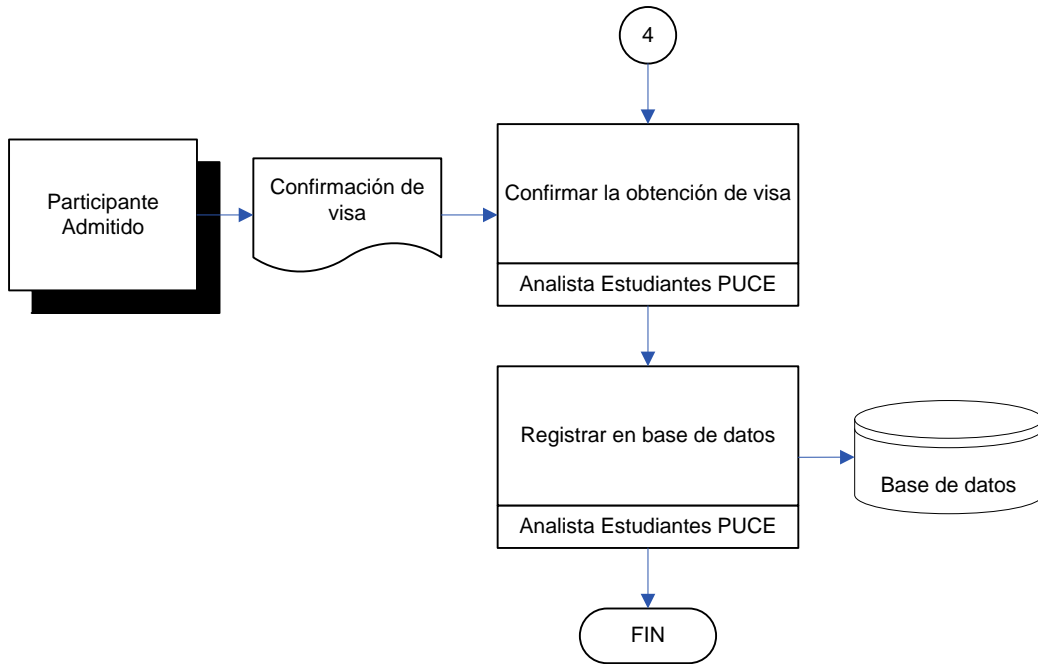 4
Participante
Admitido
Confirmación de
visa
Confirmar la obtención de visa
Analista Estudiantes PUCE
Registrar en base de datos
Analista Estudiantes PUCE
Base de datos
FIN